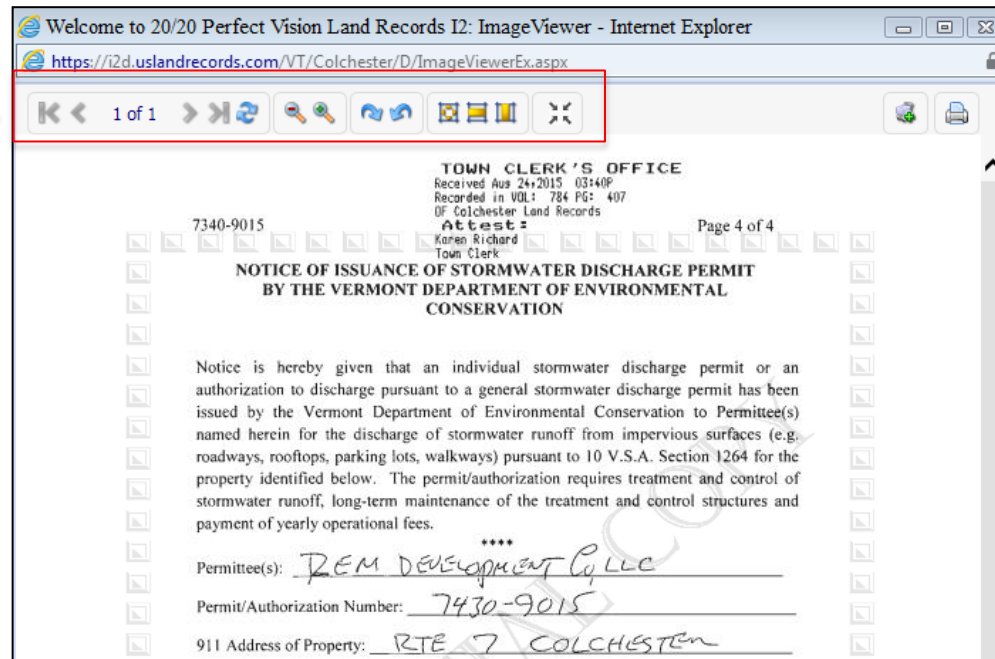 Welcome to 20/20 Perfect Vision Land Records I2: ImageViewer - Internet Explorer
https://i2d.uslandrecords.com/VT/Colchester/D/ImageViewerEx.aspx
1 of 1
TOWN CLERK'S OFFICE
Received Aug 24,2015 03:40P
Recorded in VOL: 784 PG: 407
OF Colchester Land Records
7340-9015 Attest: Page 4 of 4
Karen Richard
Town Clerk
NOTICE OF ISSUANCE OF STORMWATER DISCHARGE PERMIT
BY THE VERMONT DEPARTMENT OF ENVIRONMENTAL
CONSERVATION
Notice is hereby given that an individual stormwater discharge permit or an
authorization to discharge pursuant to a general stormwater discharge permit has been
issued by the Vermont Department of Environmental Conservation to Permittee(s)
named herein for the discharge of stormwater runoff from impervious surfaces (e.g.
roadways, rooftops, parking lots, walkways) pursuant to 10 V.S.A. Section 1264 for the
property identified below. The permit/authorization requires treatment and control of
stormwater runoff, long-term maintenance of the treatment and control structures and
payment of yearly operational fees.
****
Permittee(s): REM DEVELOPMENT Co, LLC
Permit/Authorization Number: 7430-9015
911 Address of Property: RTE 7 COLCHESTER
COPY